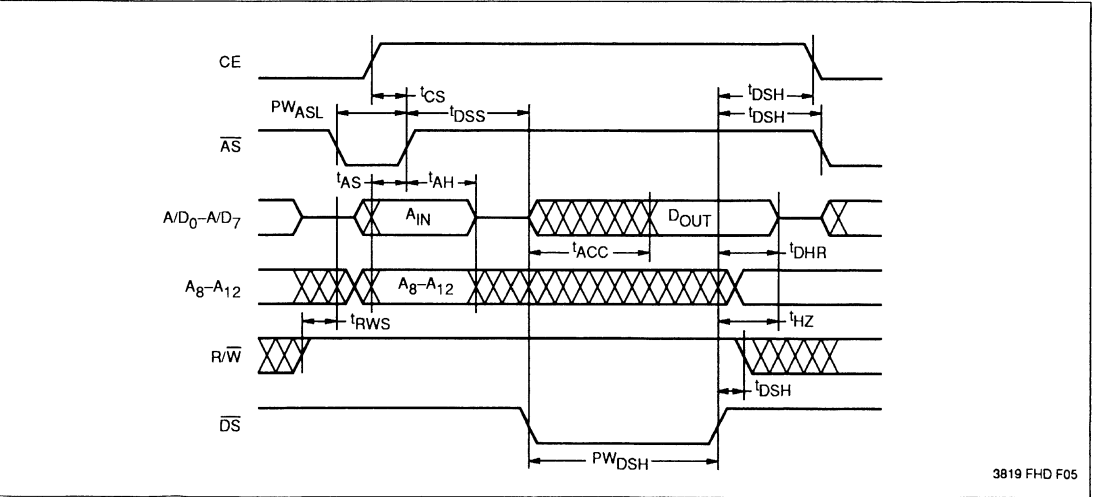 CE
tCS
tDSH
PWASL
tDSS
tDSH
AS
tAS
tAH
A/D0–A/D7
AIN
DOUT
tACC
tDHR
A8–A12
A8–A12
tRWS
tHZ
R/W
tDSH
DS
PWDSH
3819 FHD F05